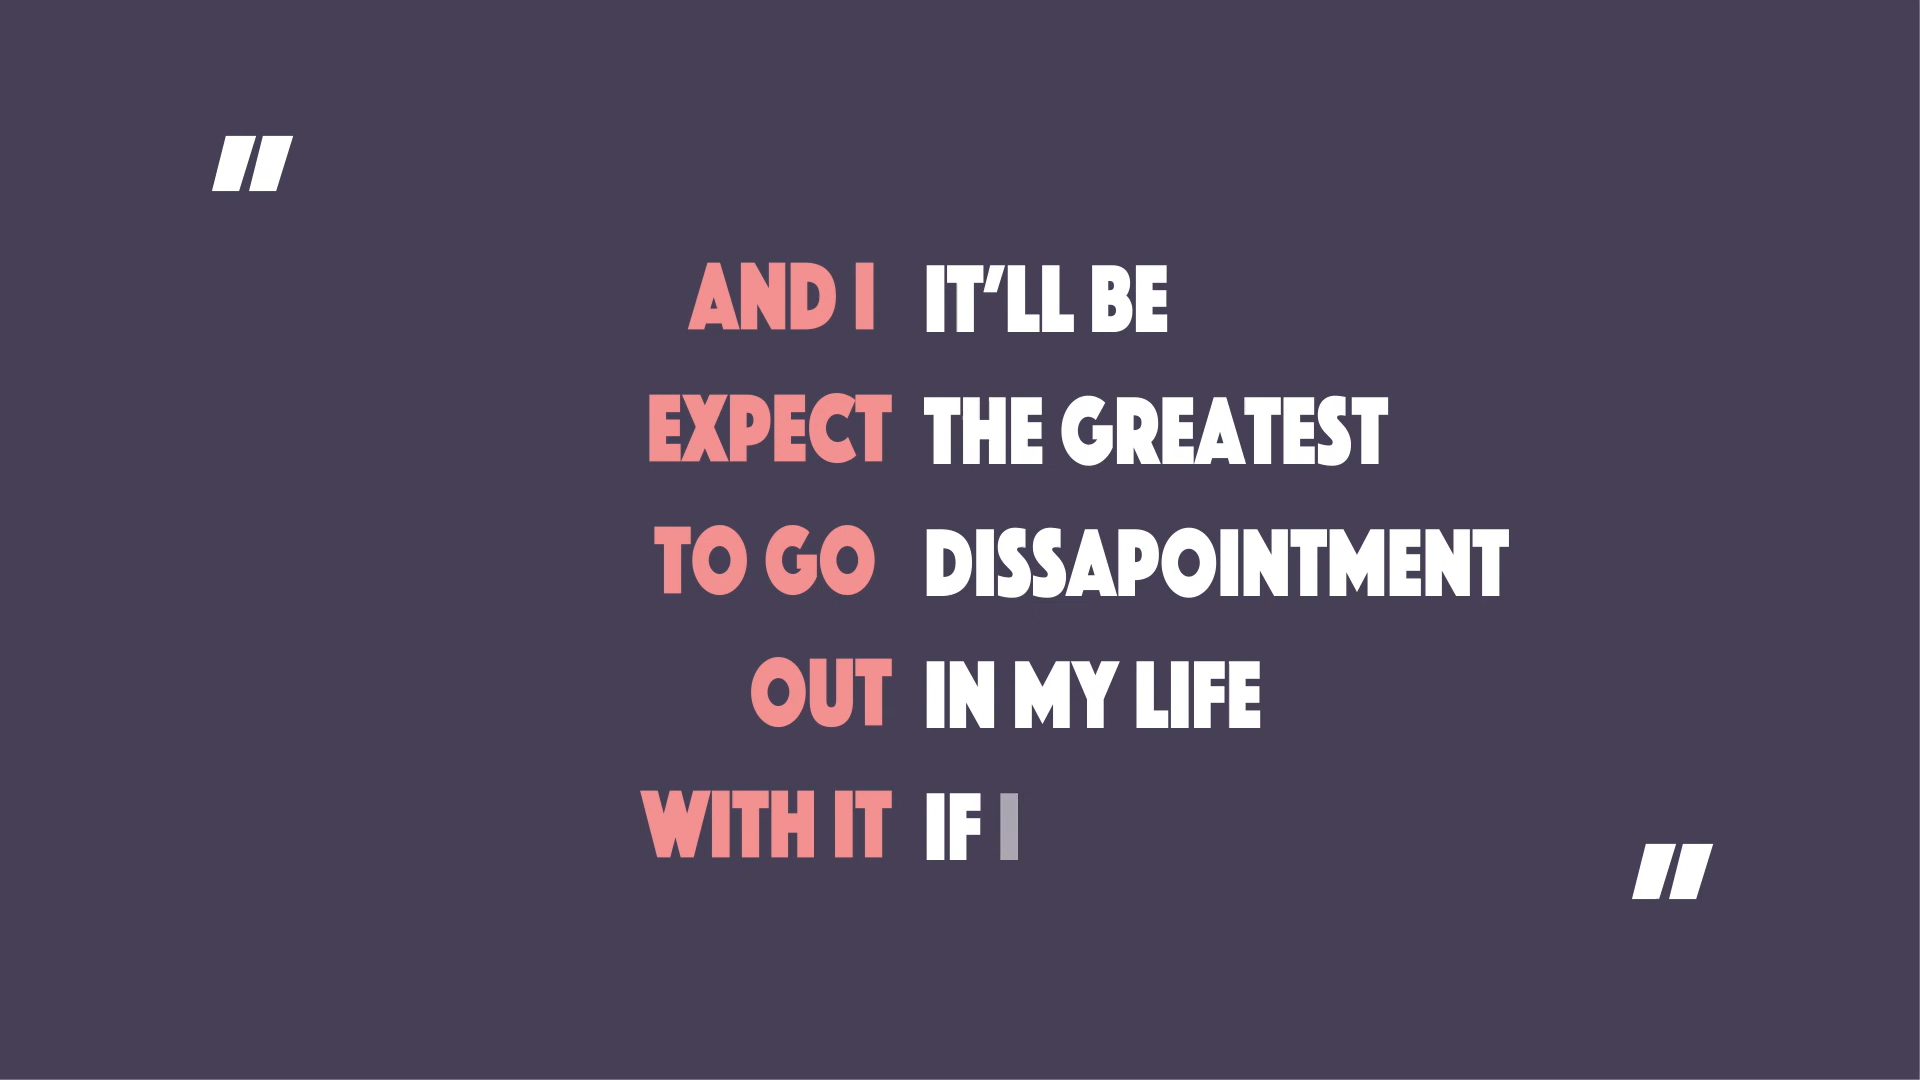 "
AND I
EXPECT
TO GO
OUT
WITH IT
IT'LL BE
THE GREATEST
DISSAPOINTMENT
IN MY LIFE
IF I
"